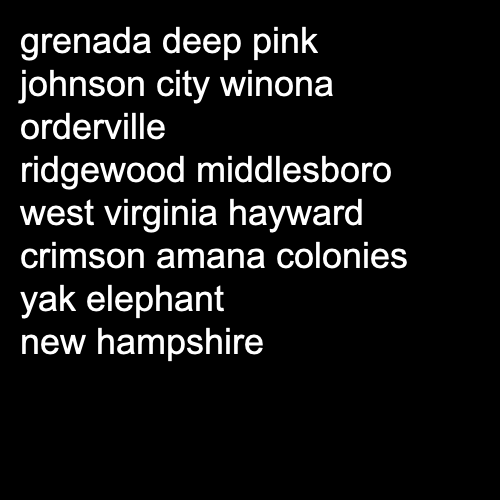 grenada deep pink
johnson city winona
orderville
ridgewood middlesboro
west virginia hayward
crimson amana colonies
yak elephant
new hampshire